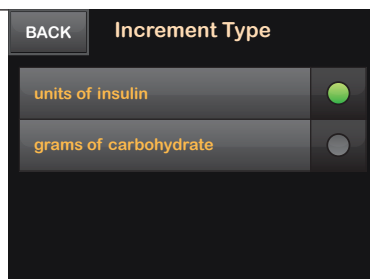 BACK
Increment Type
units of insulin
grams of carbohydrate